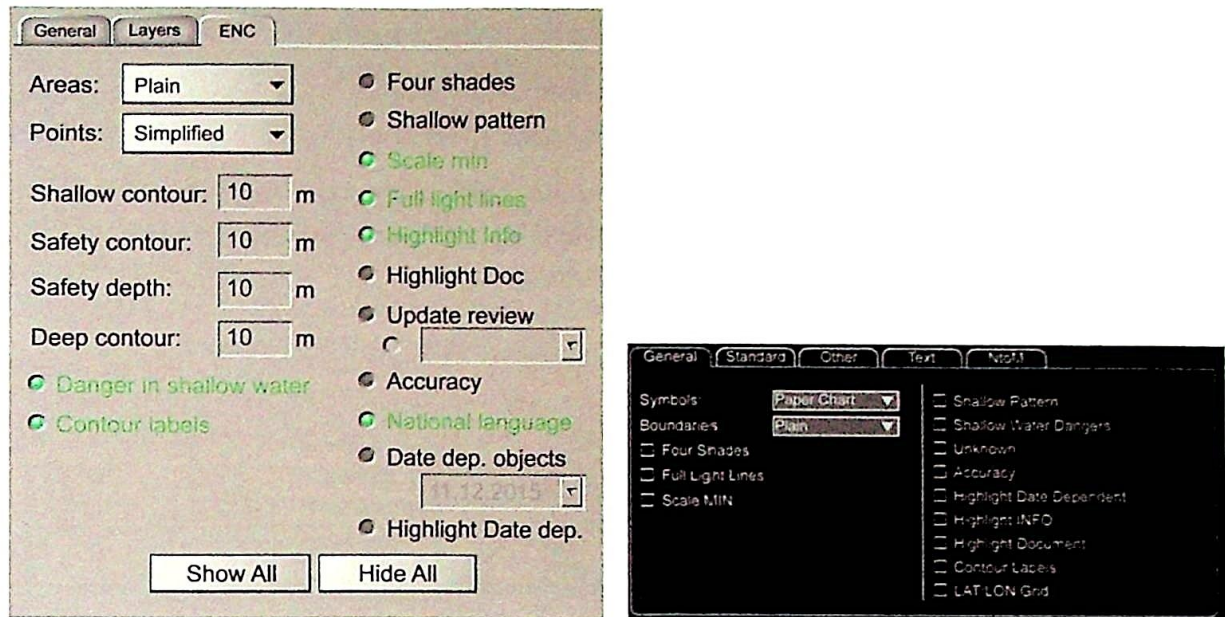 General Layers ENC
Areas: Plain
Points: Simplified
Shallow contour: 10 m
Safety contour: 10 m
Safety depth: 10 m
Deep contour: 10 m
Danger in shallow water
Contour labels
Four shades
Shallow pattern
Scale min
Full light lines
Highlight Info
Highlight Doc
Update review
Accuracy
National language
Date dep. objects
11.12.2015
Highlight Date dep.
Show All Hide All
General Standard Other Text NtoM
Symbols: Paper Chart
Boundaries Plain
Four Shades
Full Light Lines
Scale MIN
Shallow Pattern
Shallow Water Dangers
Unknown
Accuracy
Highlight Date Dependent
Highlight INFO
Highlight Document
Contour Labels
LAT/LON Grid